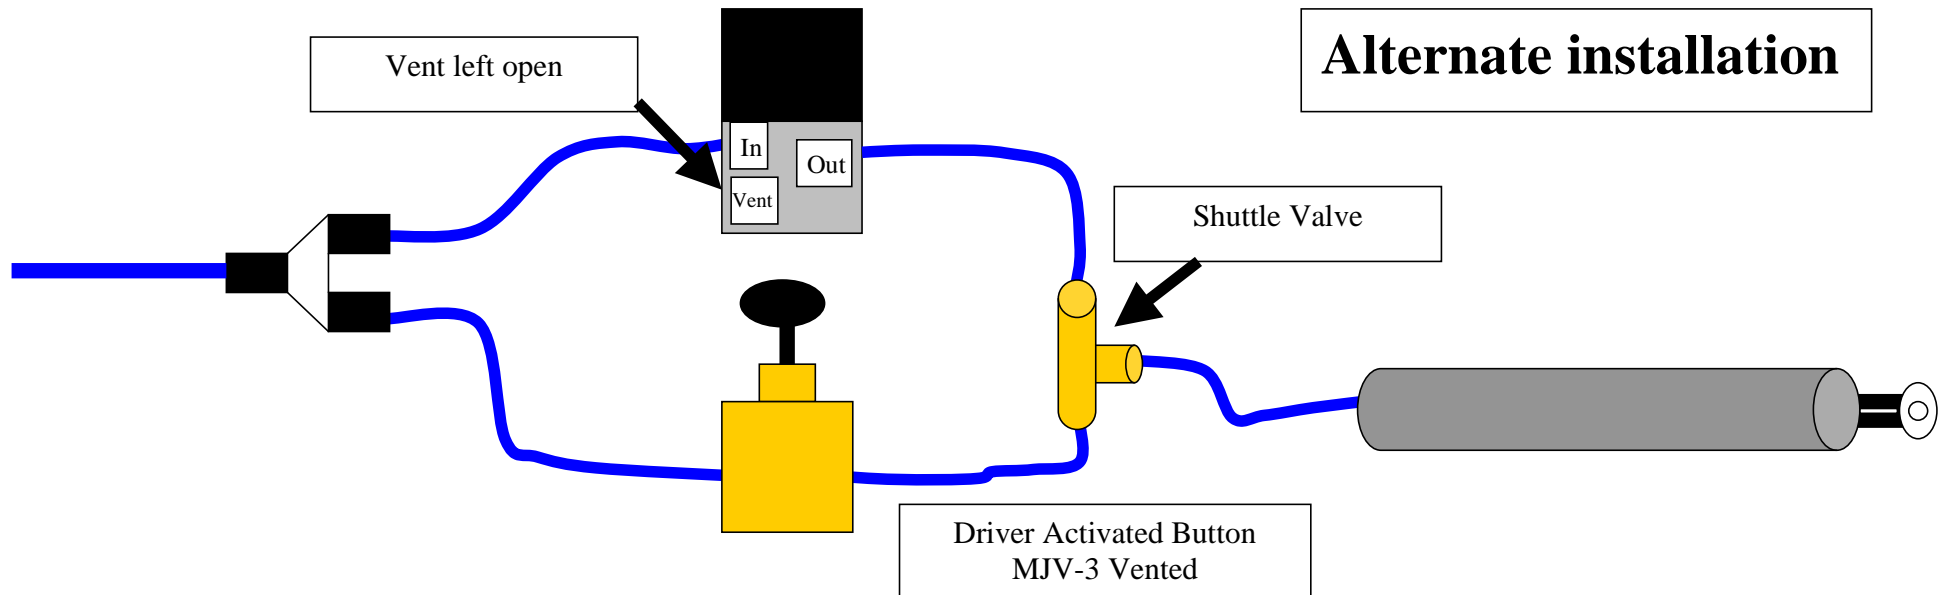 Alternate installation
Vent left open
In
Out
Vent
Shuttle Valve
Driver Activated Button
MJV-3 Vented